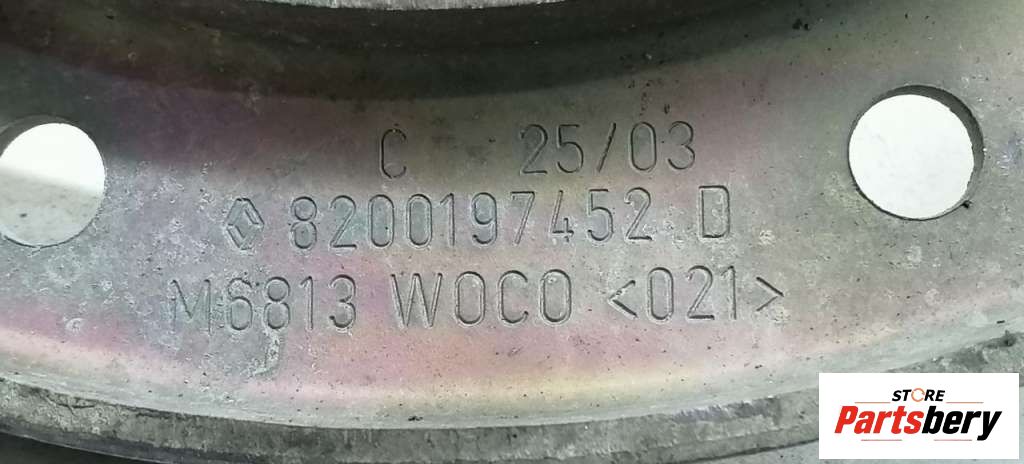 C 25/03
8200197452 D
M6813 WOCO <021>
STORE
Partsbery